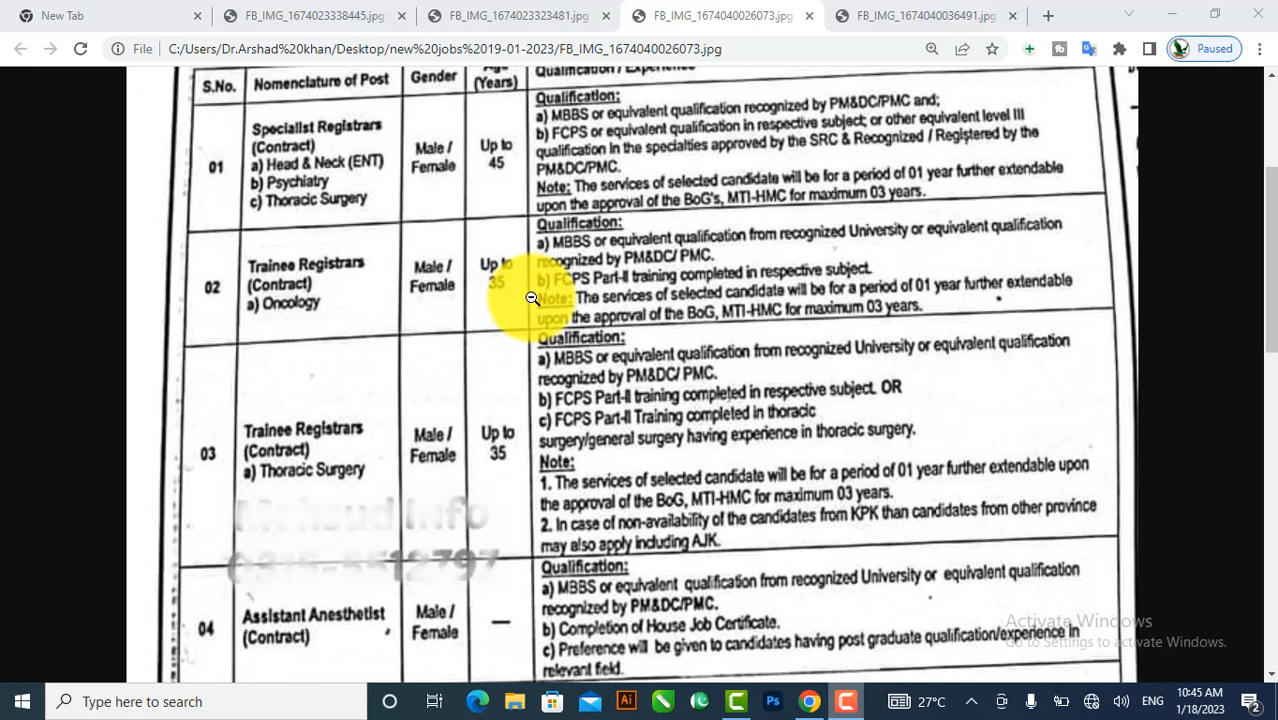 New Tab
FB_IMG_1674023338445.jpg
FB_IMG_1674023323481.jpg
FB_IMG_1674040026073.jpg
FB_IMG_1674040036491.jpg
File
C:/Users/Dr.Arshad%20khan/Desktop/new%20jobs%2019-01-2023/FB_IMG_1674040026073.jpg
Paused
S.No.
Nomenclature of Post
Gender
(Years)
Qualification / Experience
01
Specialist Registrars
(Contract)
a) Head & Neck (ENT)
b) Psychiatry
c) Thoracic Surgery
Male /
Female
Up to
45
Qualification:
a) MBBS or equivalent qualification recognized by PM&DC/PMC and;
b) FCPS or equivalent qualification in respective subject; or other equivalent level III
qualification in the specialties approved by the SRC & Recognized / Registered by the
PM&DC/PMC.
Note: The services of selected candidate will be for a period of 01 year further extendable
upon the approval of the BoG's, MTI-HMC for maximum 03 years.
02
Trainee Registrars
(Contract)
a) Oncology
Male /
Female
Up to
35
Qualification:
a) MBBS or equivalent qualification from recognized University or equivalent qualification
recognized by PM&DC/ PMC.
b) FCPS Part-II training completed in respective subject.
Note: The services of selected candidate will be for a period of 01 year further extendable
upon the approval of the BoG, MTI-HMC for maximum 03 years.
03
Trainee Registrars
(Contract)
a) Thoracic Surgery
Male /
Female
Up to
35
Qualification:
a) MBBS or equivalent qualification from recognized University or equivalent qualification
recognized by PM&DC/ PMC.
b) FCPS Part-II training completed in respective subject. OR
c) FCPS Part-II Training completed in thoracic
surgery/general surgery having experience in thoracic surgery.
Note:
1. The services of selected candidate will be for a period of 01 year further extendable upon
the approval of the BoG, MTI-HMC for maximum 03 years.
2. In case of non-availability of the candidates from KPK than candidates from other province
may also apply including AJK.
04
Assistant Anesthetist
(Contract)
Male /
Female
—
Qualification:
a) MBBS or equivalent qualification from recognized University or equivalent qualification
recognized by PM&DC/PMC.
b) Completion of House Job Certificate.
c) Preference will be given to candidates having post graduate qualification/experience in
relevant field.
Info
Activate Windows
Go to Settings to activate Windows.
Type here to search
27°C
ENG
10:45 AM
1/18/2023
2